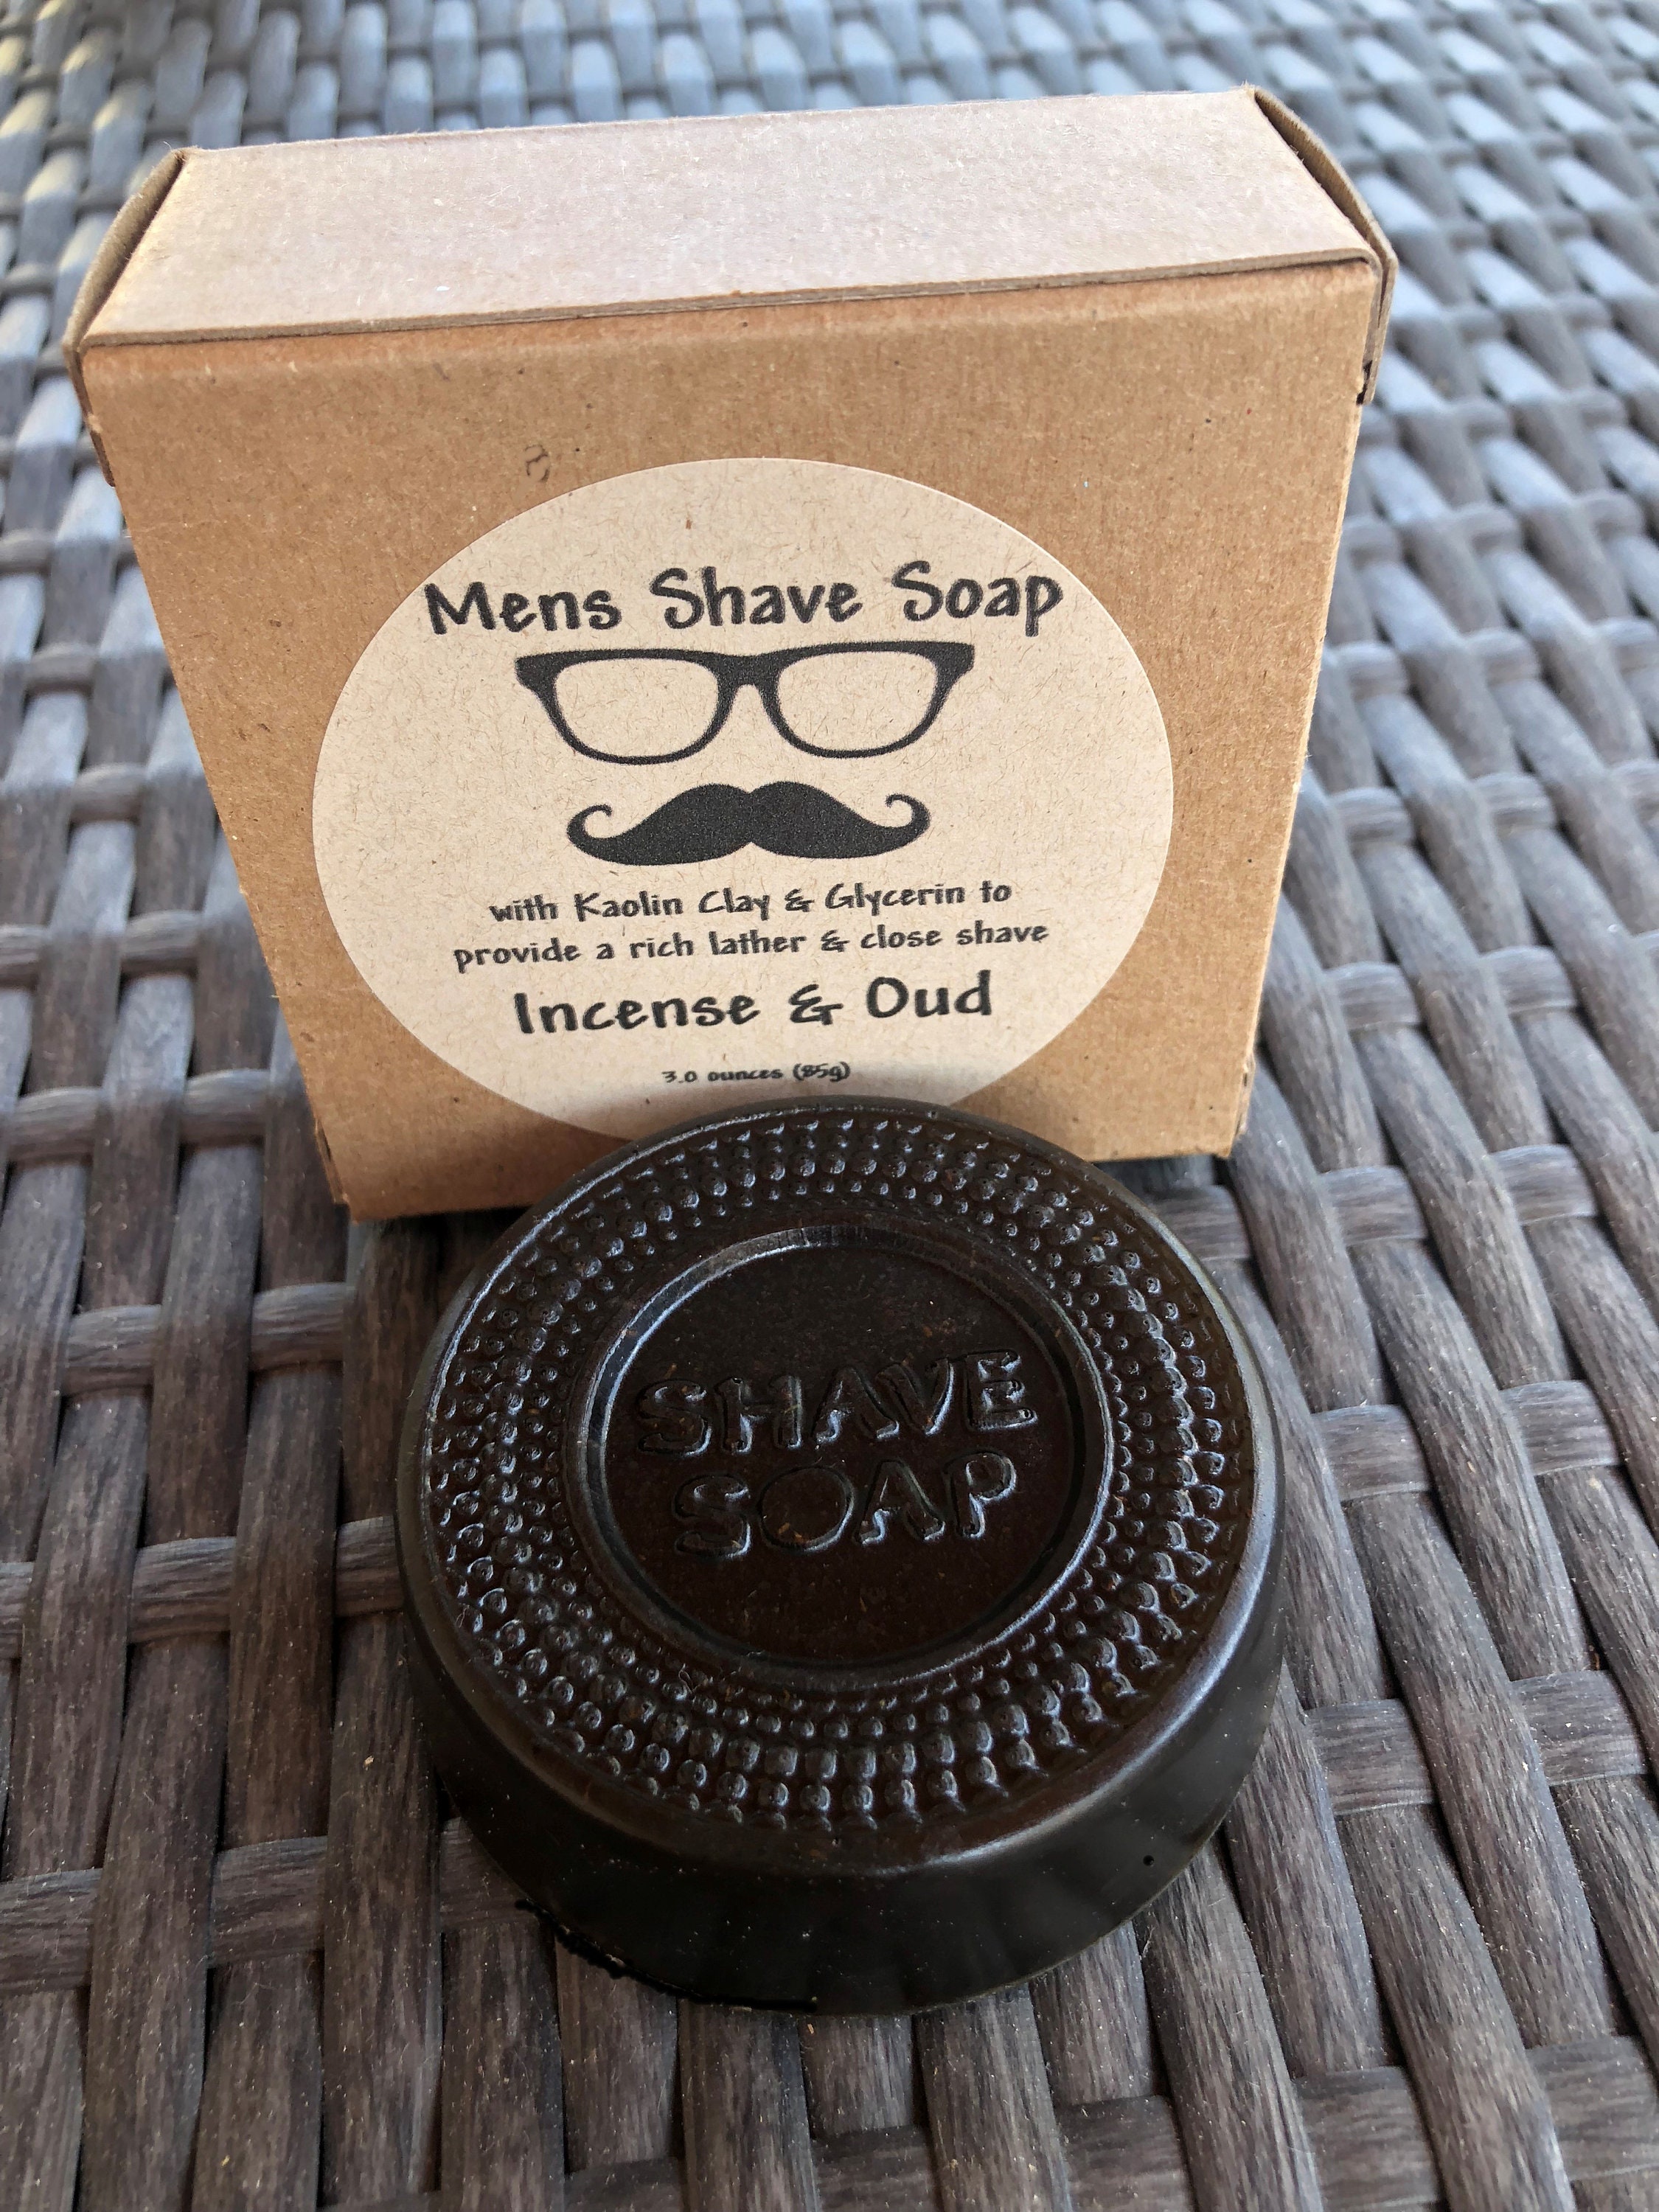 Mens Shave Soap
with Kaolin Clay & Glycerin to
provide a rich lather & close shave
Incense & Oud
3.0 ounces (85g)
SHAVE
SOAP